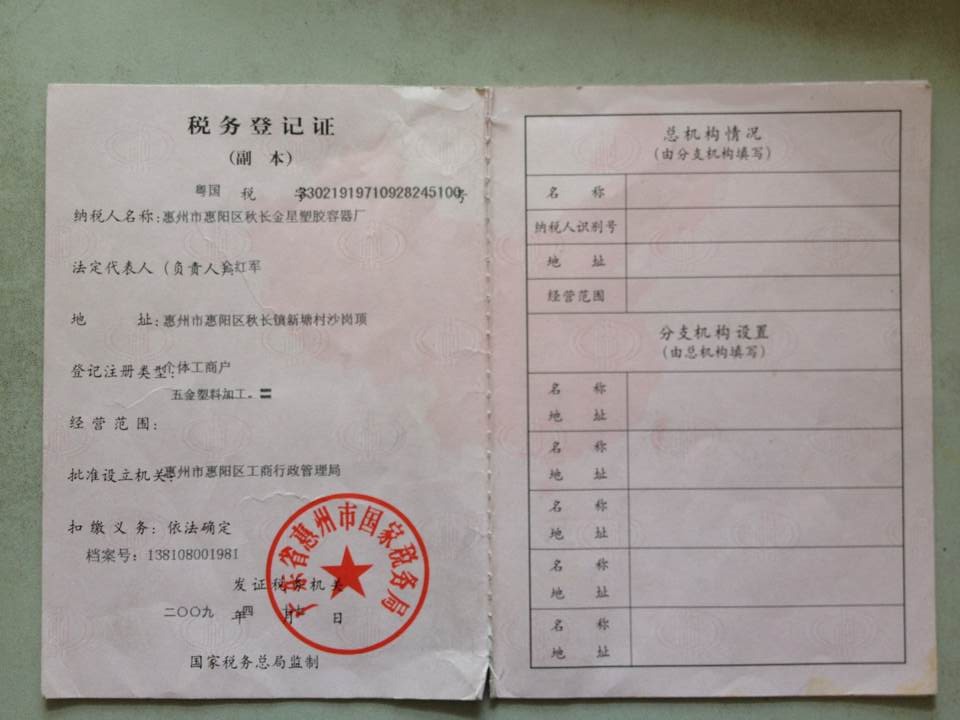 税务登记证
(副 本)
粤国 税 字33021919710928245100号
纳税人名称:惠州市惠阳区秋长金星塑胶容器厂
法定代表人(负责人): 红军
地 址:惠州市惠阳区秋长镇新塘村沙岗顶
登记注册类型:个体工商户
五金塑料加工。
经营范围:
批准设立机关:惠州市惠阳区工商行政管理局
扣缴义务:依法确定
档案号:138108001981
广东省惠州市国家税务局
发证税务机关
二〇〇九 年 四 月 日
国家税务总局监制
总机构情况
(由分支机构填写)
名 称
纳税人识别号
地 址
经营范围
分支机构设置
(由总机构填写)
名 称
地 址
名 称
地 址
名 称
地 址
名 称
地 址
名 称
地 址